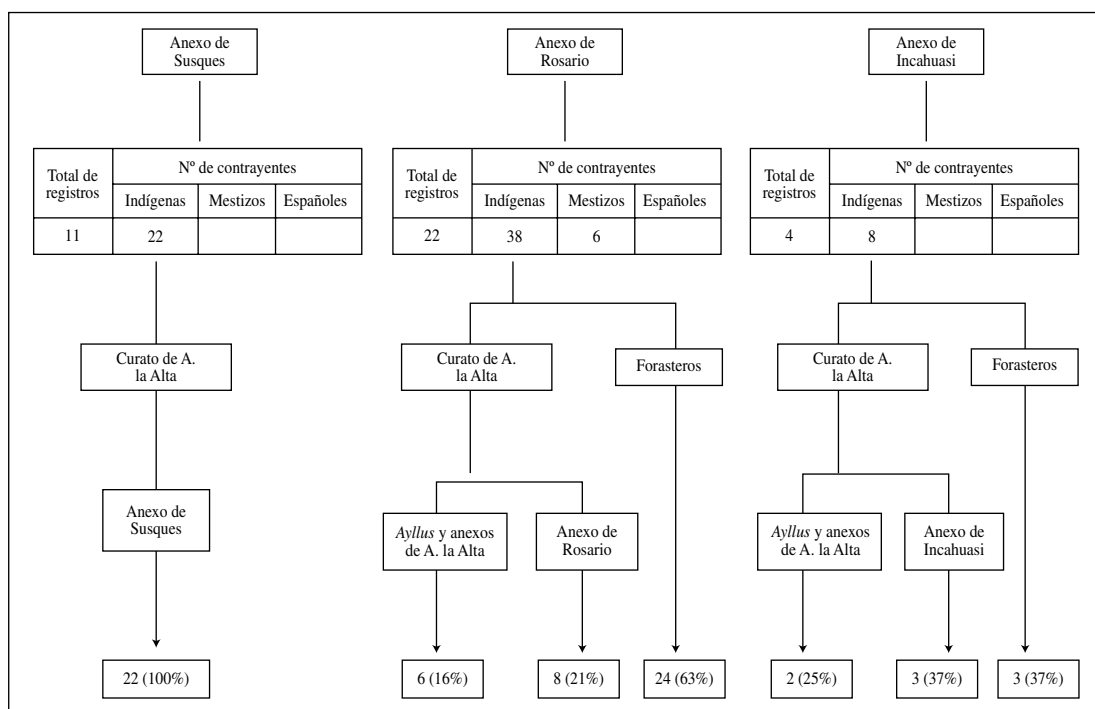 Anexo de
Susques
Total de
registros
Nº de contrayentes
Indígenas Mestizos Españoles
11 22
Curato de A.
la Alta
Anexo de
Susques
22 (100%)
Anexo de
Rosario
Total de
registros
Nº de contrayentes
Indígenas Mestizos Españoles
22 38 6
Curato de A.
la Alta
Forasteros
Ayllus y anexos
de A. la Alta
Anexo de
Rosario
6 (16%) 8 (21%) 24 (63%)
Anexo de
Incahuasi
Total de
registros
Nº de contrayentes
Indígenas Mestizos Españoles
4 8
Curato de A.
la Alta
Forasteros
Ayllus y anexos
de A. la Alta
Anexo de
Incahuasi
2 (25%) 3 (37%) 3 (37%)